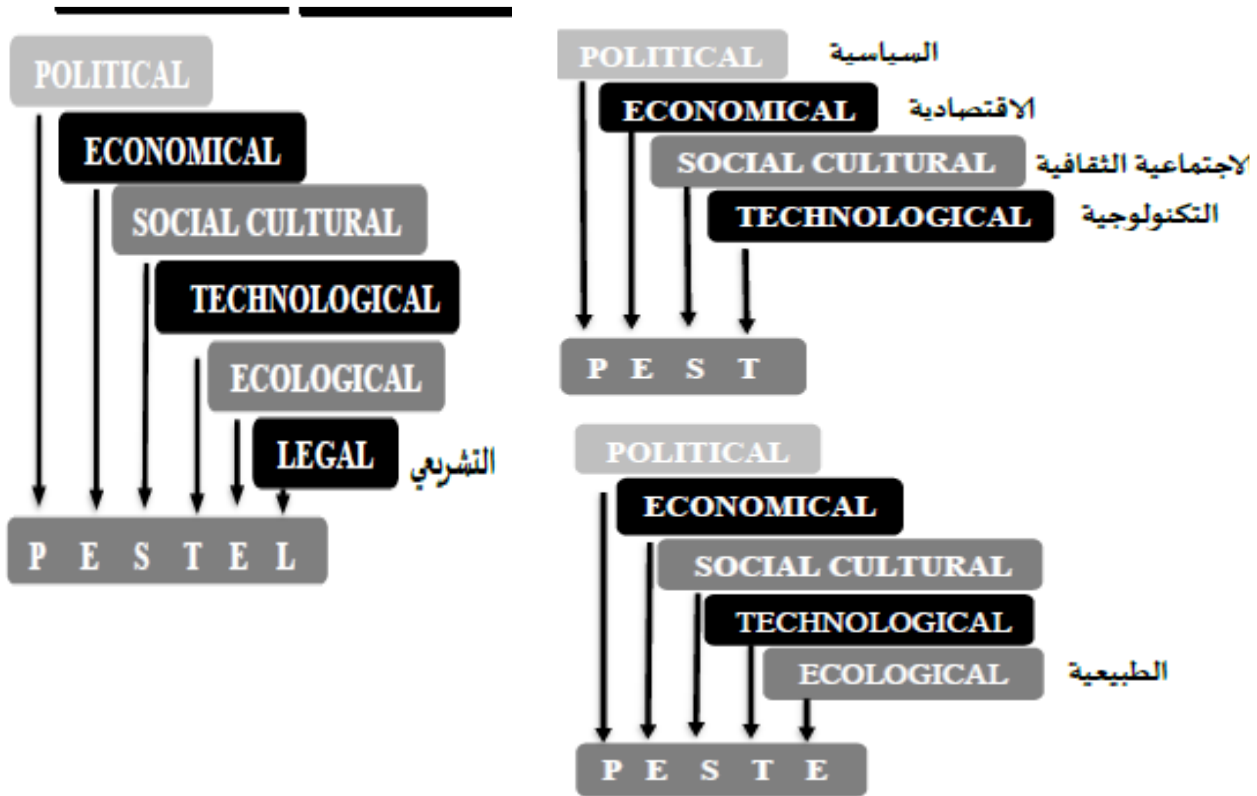 POLITICAL
ECONOMICAL
SOCIAL CULTURAL
TECHNOLOGICAL
ECOLOGICAL
LEGAL التشريعي
P E S T E L
POLITICAL السياسية
ECONOMICAL الاقتصادية
SOCIAL CULTURAL الاجتماعية الثقافية
TECHNOLOGICAL التكنولوجية
P E S T
POLITICAL
ECONOMICAL
SOCIAL CULTURAL
TECHNOLOGICAL
ECOLOGICAL الطبيعية
P E S T E